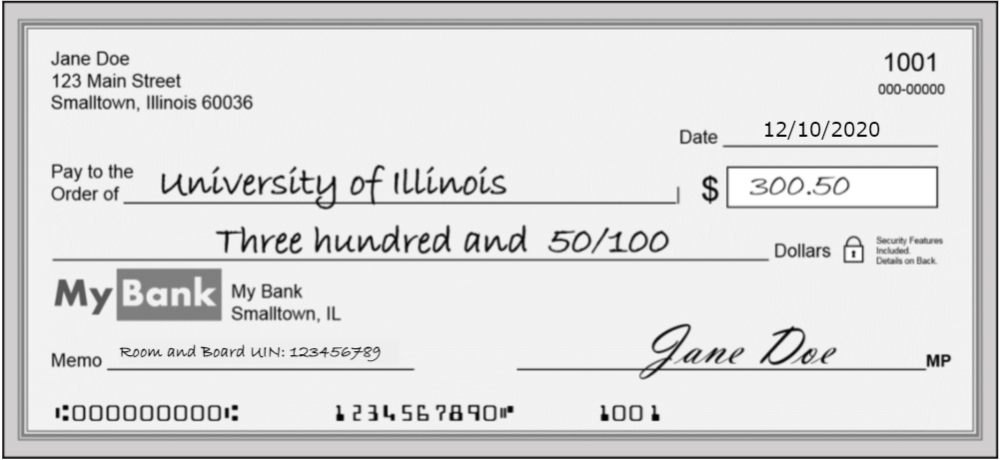 Jane Doe
123 Main Street
Smalltown, Illinois 60036
1001
000-00000
Date 12/10/2020
Pay to the
Order of University of Illinois $ 300.50
Three hundred and 50/100 Dollars
Security Features
Included.
Details on Back.
My Bank
My Bank
Smalltown, IL
Memo Room and Board UIN: 123456789
Jane Doe MP
⑆000000000⑆ 1234567890⑈ 1001